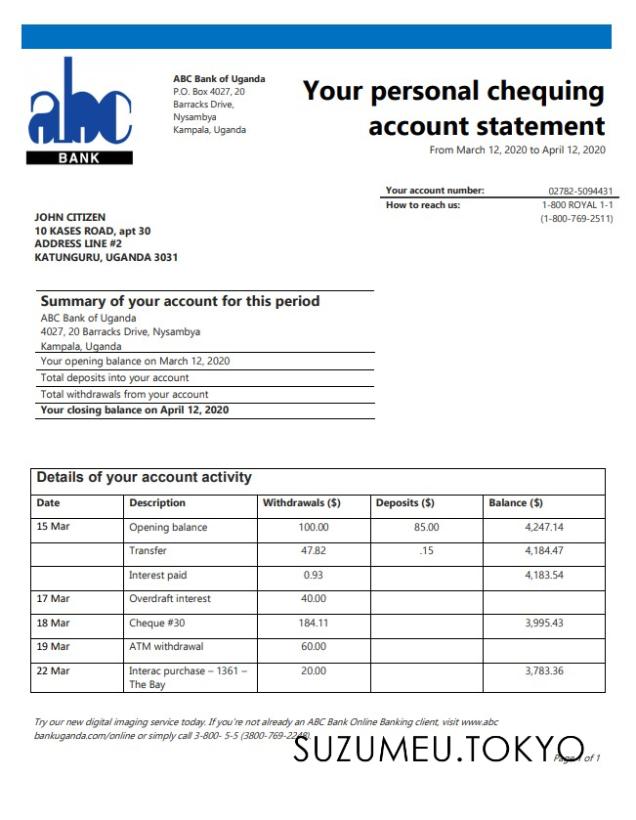 abc
BANK
ABC Bank of Uganda
P.O. Box 4027, 20
Barracks Drive,
Nysambya
Kampala, Uganda
Your personal chequing
account statement
From March 12, 2020 to April 12, 2020
Your account number: 02782-5094431
How to reach us: 1-800 ROYAL 1-1
(1-800-769-2511)
JOHN CITIZEN
10 KASES ROAD, apt 30
ADDRESS LINE #2
KATUNGURU, UGANDA 3031
Summary of your account for this period
ABC Bank of Uganda
4027, 20 Barracks Drive, Nysambya
Kampala, Uganda
Your opening balance on March 12, 2020
Total deposits into your account
Total withdrawals from your account
Your closing balance on April 12, 2020
Details of your account activity
Date Description Withdrawals ($) Deposits ($) Balance ($)
15 Mar Opening balance 100.00 85.00 4,247.14
Transfer 47.82 .15 4,184.47
Interest paid 0.93 4,183.54
17 Mar Overdraft interest 40.00
18 Mar Cheque #30 184.11 3,995.43
19 Mar ATM withdrawal 60.00
22 Mar Interac purchase – 1361 – 20.00 3,783.36
The Bay
Try our new digital imaging service today. If you're not already an ABC Bank Online Banking client, visit www.abc
bankuganda.com/online or simply call 3-800- 5-5 (3800-769-2248).
SUZUMEU.TOKYO
Page 1 of 1